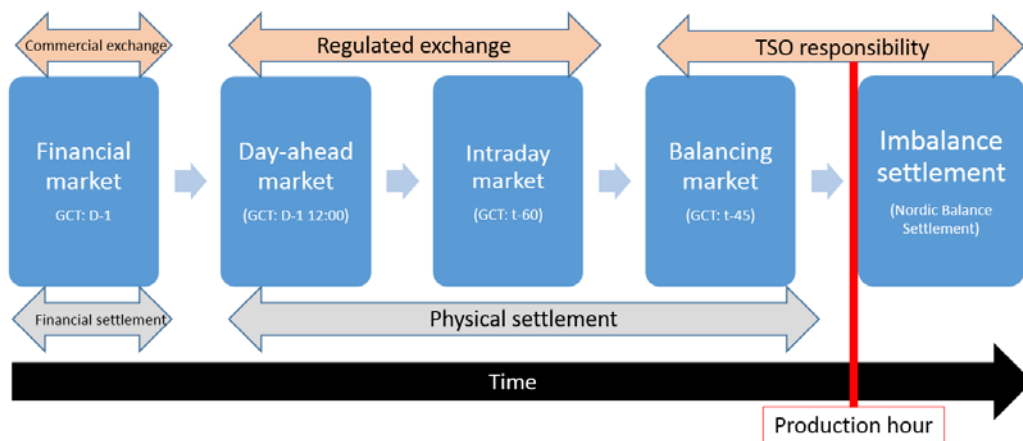 Commercial exchange
Regulated exchange
TSO responsibility
Financial
market
GCT: D-1
Day-ahead
market
(GCT: D-1 12:00)
Intraday
market
(GCT: t-60)
Balancing
market
(GCT: t-45)
Imbalance
settlement
(Nordic Balance
Settlement)
Financial settlement
Physical settlement
Time
Production hour